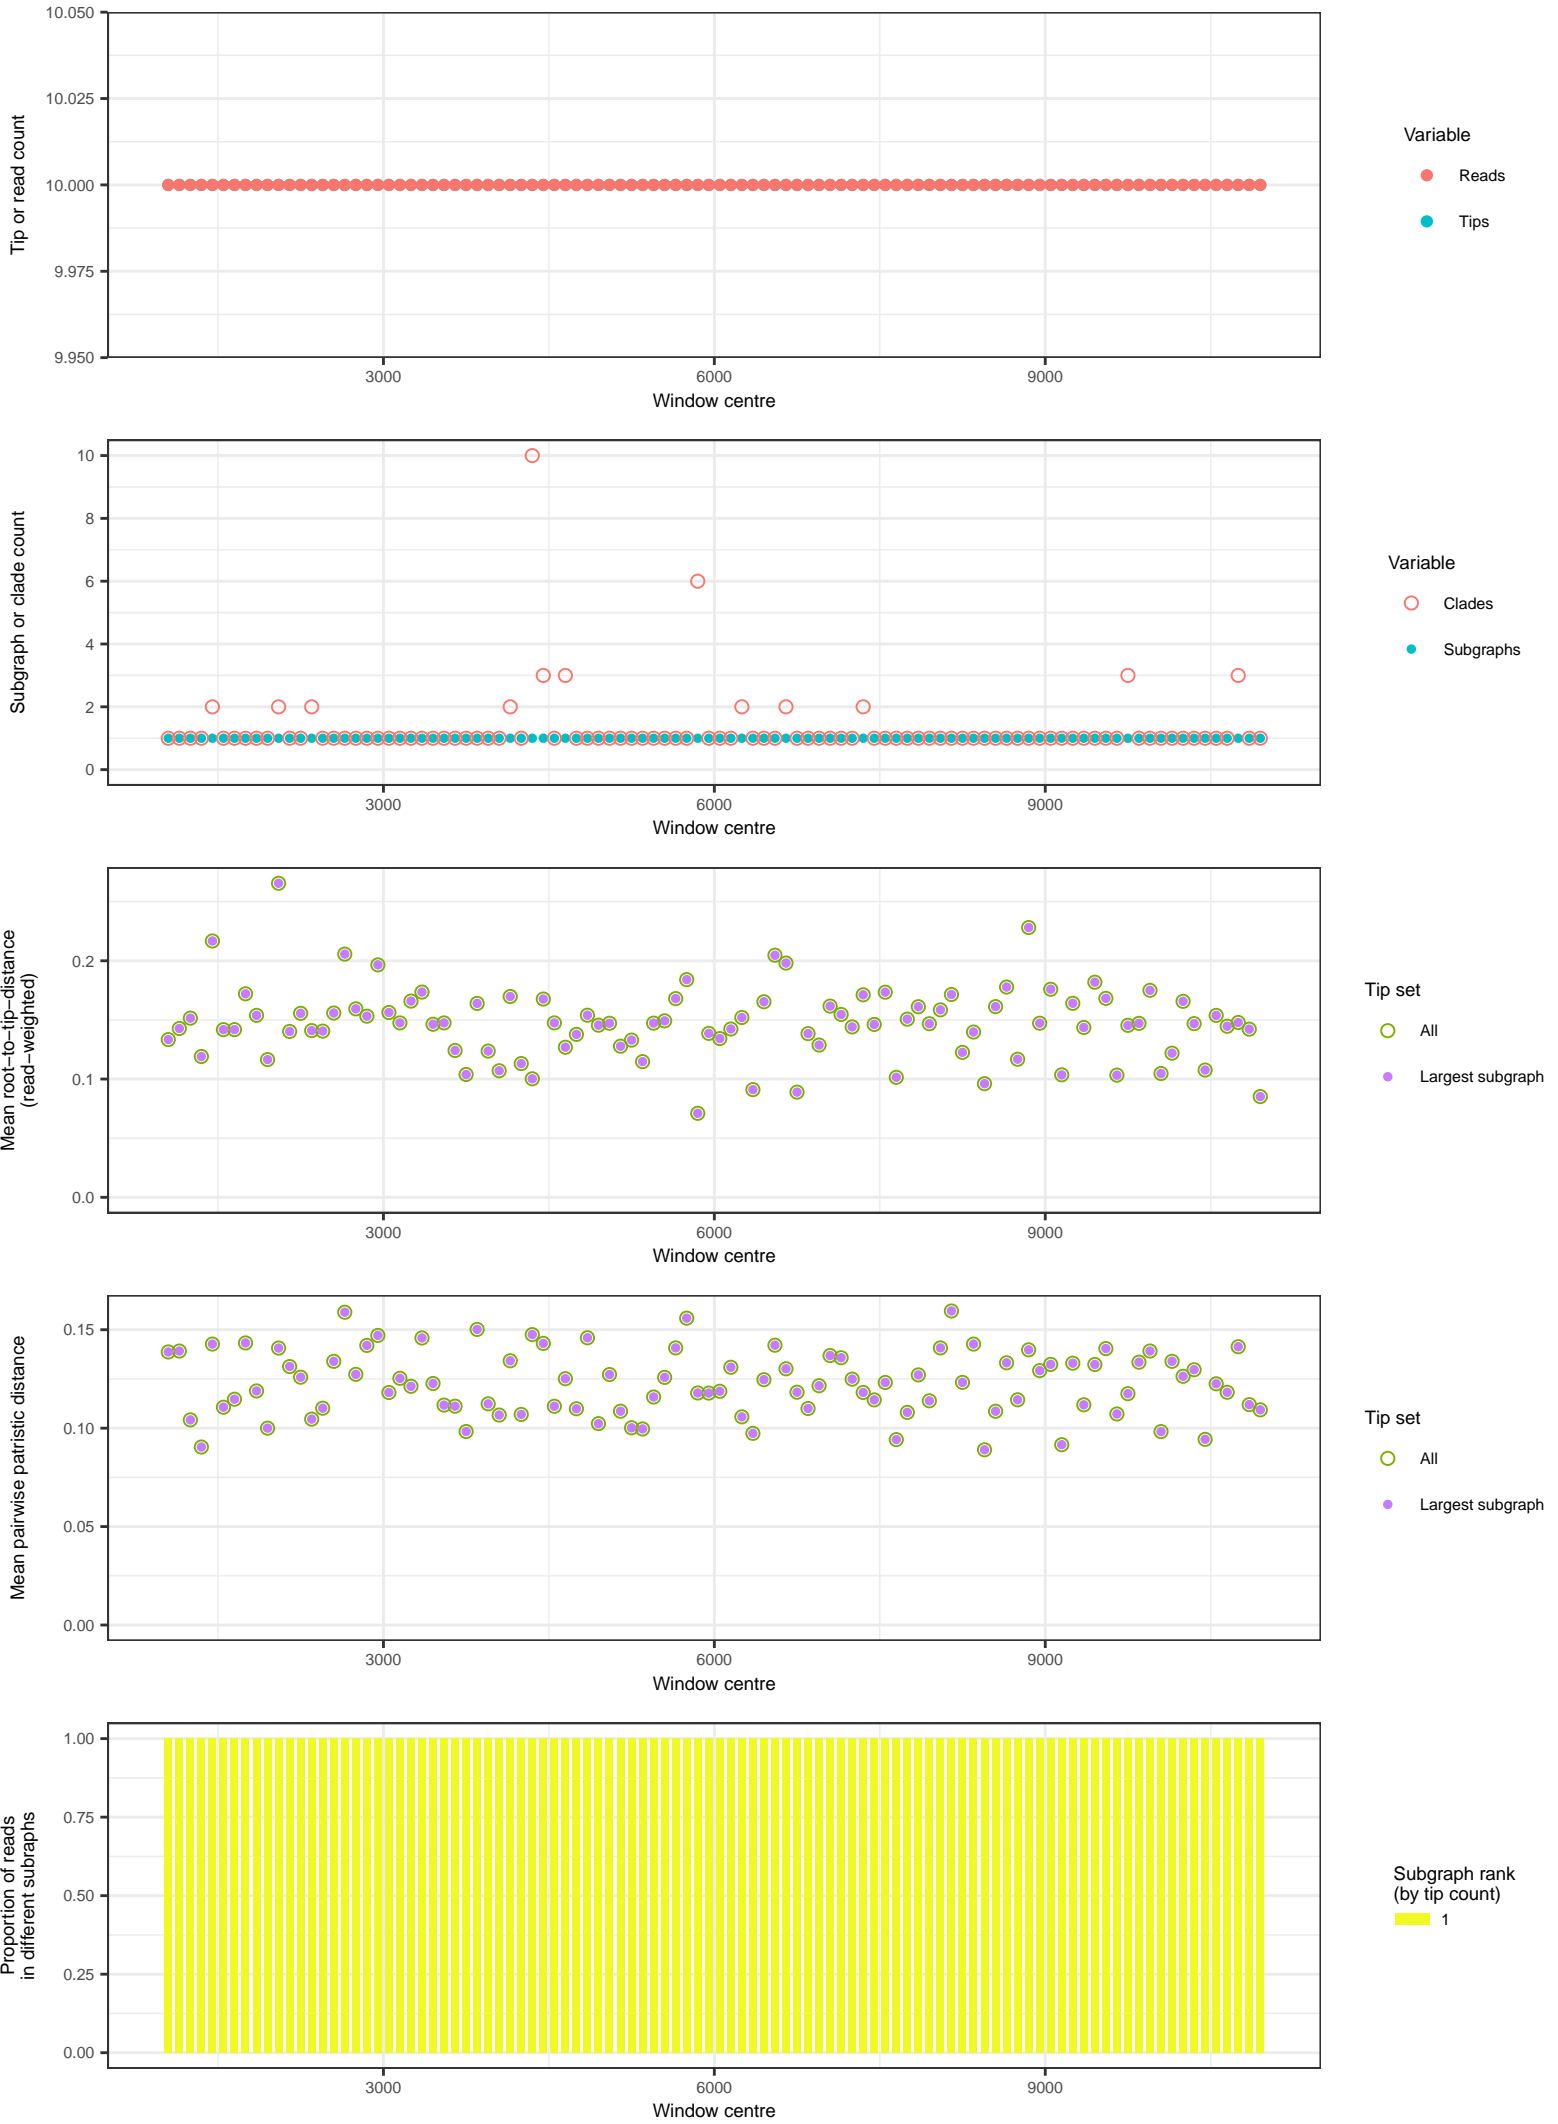 10.050
10.025
10.000
9.975
9.950
Tip or read count
3000
6000
9000
Window centre
Variable
Reads
Tips
10
8
6
4
2
0
Subgraph or clade count
3000
6000
9000
Window centre
Variable
Clades
Subgraphs
0.2
0.1
0.0
Mean root−to−tip−distance
(read−weighted)
3000
6000
9000
Window centre
Tip set
All
Largest subgraph
0.15
0.10
0.05
0.00
Mean pairwise patristic distance
3000
6000
9000
Window centre
Tip set
All
Largest subgraph
1.00
0.75
0.50
0.25
0.00
Proportion of reads
in different subraphs
3000
6000
9000
Window centre
Subgraph rank
(by tip count)
1